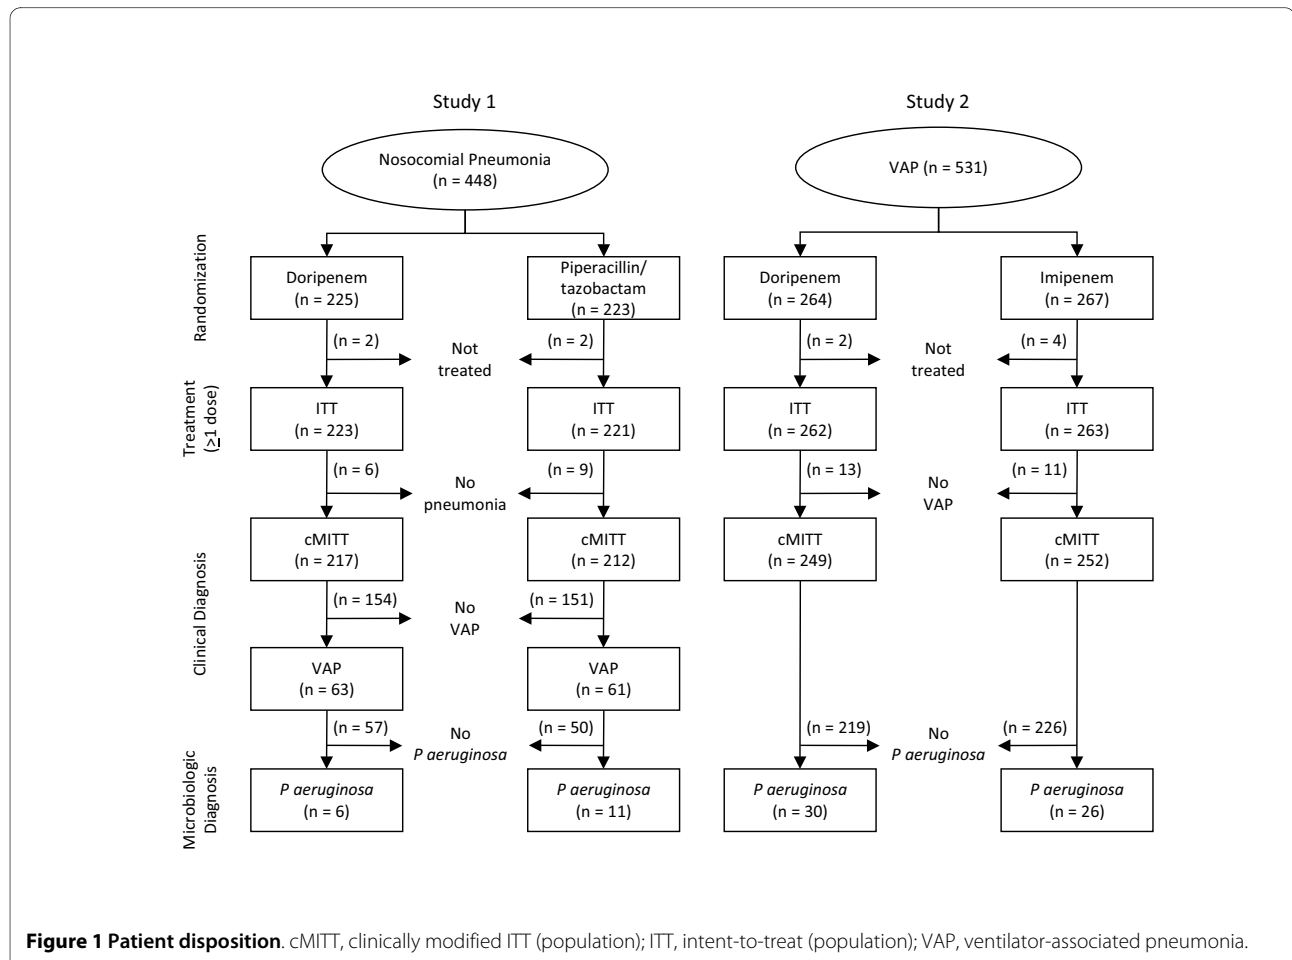 Study 1
Study 2
Nosocomial Pneumonia
(n = 448)
VAP (n = 531)
Randomization
Doripenem
(n = 225)
Piperacillin/
tazobactam
(n = 223)
Doripenem
(n = 264)
Imipenem
(n = 267)
(n = 2)
Not
treated
(n = 2)
(n = 2)
Not
treated
(n = 4)
Treatment
(≥1 dose)
ITT
(n = 223)
ITT
(n = 221)
ITT
(n = 262)
ITT
(n = 263)
(n = 6)
No
pneumonia
(n = 9)
(n = 13)
No
VAP
(n = 11)
Clinical Diagnosis
cMITT
(n = 217)
cMITT
(n = 212)
cMITT
(n = 249)
cMITT
(n = 252)
(n = 154)
No
VAP
(n = 151)
VAP
(n = 63)
VAP
(n = 61)
(n = 57)
No
P aeruginosa
(n = 50)
(n = 219)
No
P aeruginosa
(n = 226)
Microbiologic
Diagnosis
P aeruginosa
(n = 6)
P aeruginosa
(n = 11)
P aeruginosa
(n = 30)
P aeruginosa
(n = 26)
Figure 1 Patient disposition. cMITT, clinically modified ITT (population); ITT, intent-to-treat (population); VAP, ventilator-associated pneumonia.